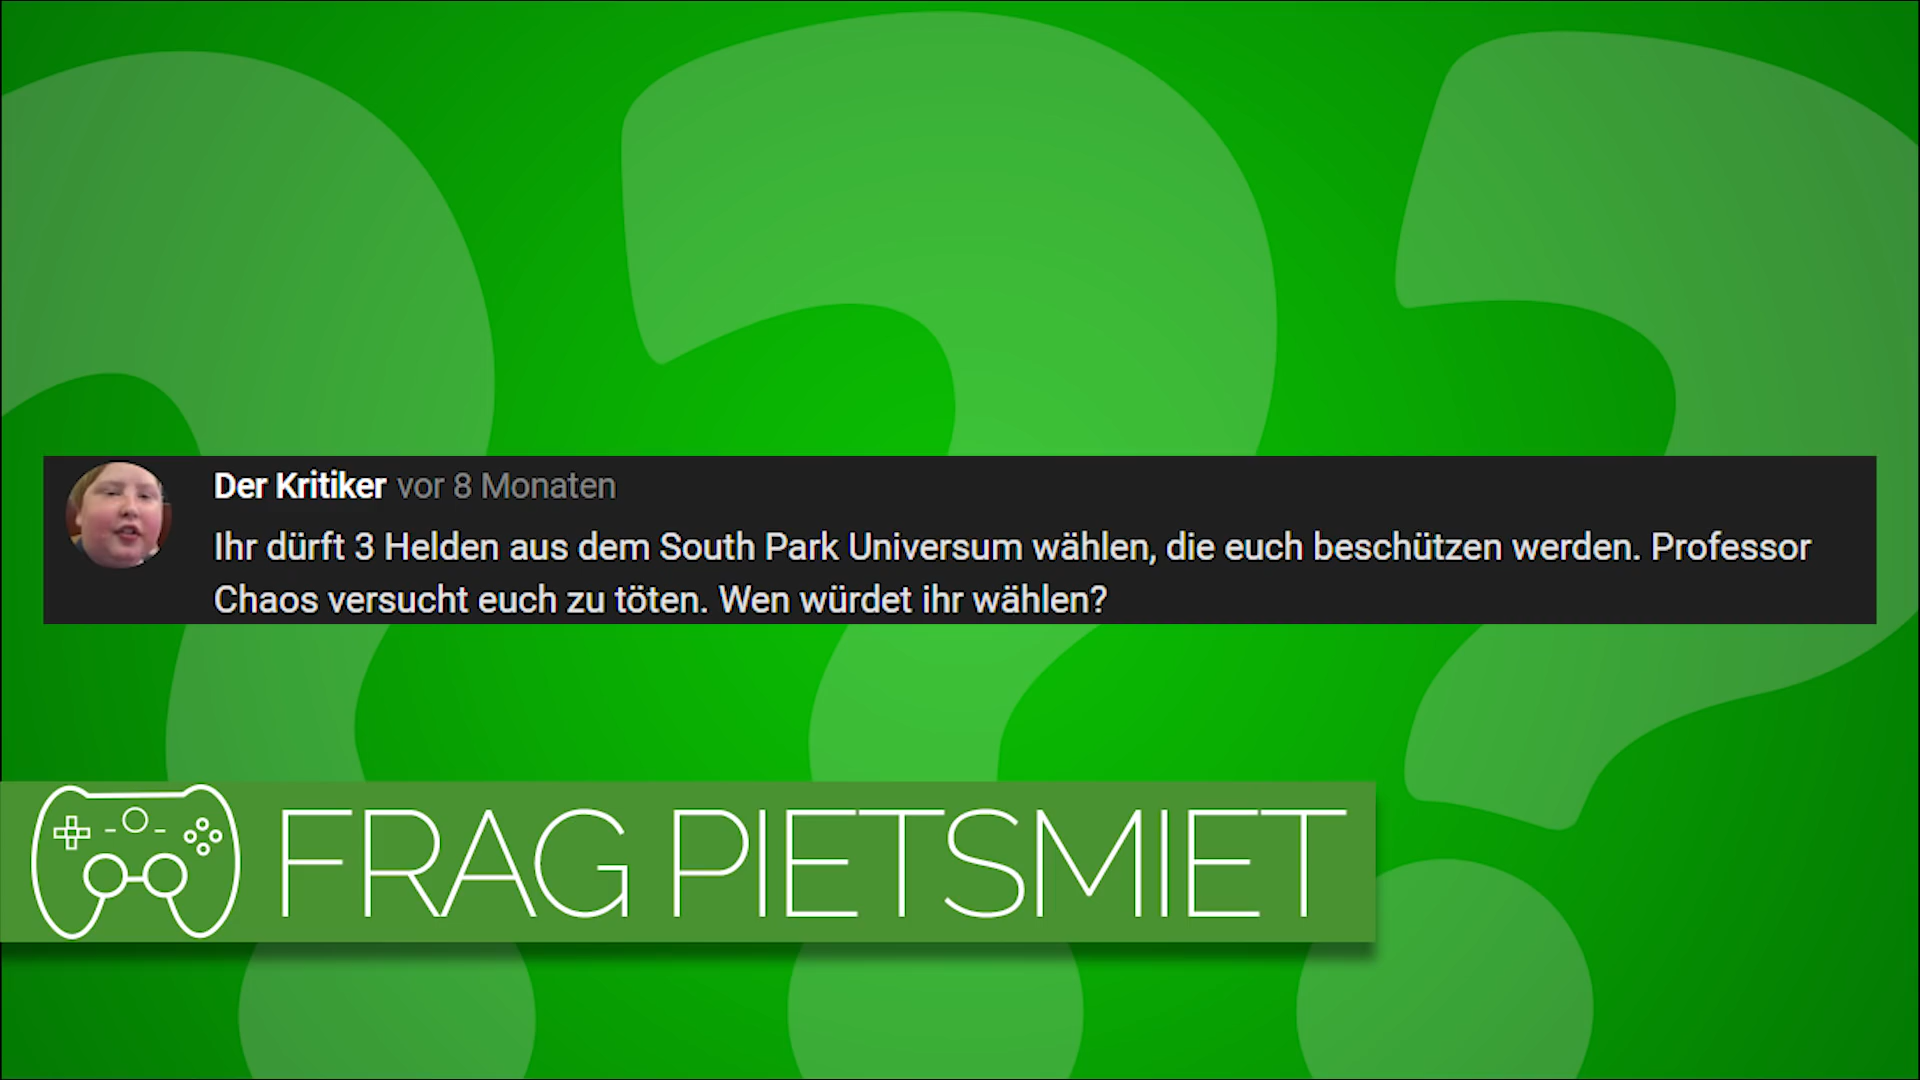 Der Kritiker vor 8 Monaten
Ihr dürft 3 Helden aus dem South Park Universum wählen, die euch beschützen werden. Professor
Chaos versucht euch zu töten. Wen würdet ihr wählen?
FRAG PIETSMIET